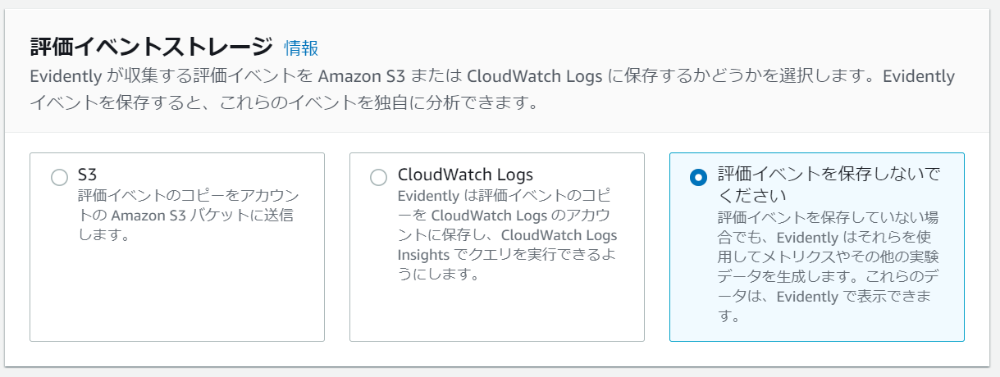 評価イベントストレージ 情報
Evidently が収集する評価イベントを Amazon S3 または CloudWatch Logs に保存するかどうかを選択します。Evidently
イベントを保存すると、これらのイベントを独自に分析できます。
S3
評価イベントのコピーをアカウン
トの Amazon S3 バケットに送信
します。
CloudWatch Logs
Evidently は評価イベントのコピ
ーを CloudWatch Logs のアカウ
ントに保存し、CloudWatch Logs
Insights でクエリを実行できるよ
うにします。
評価イベントを保存しないで
ください
評価イベントを保存していない場
合でも、Evidently はそれらを使
用してメトリクスやその他の実験
データを生成します。これらのデ
ータは、Evidently で表示できま
す。